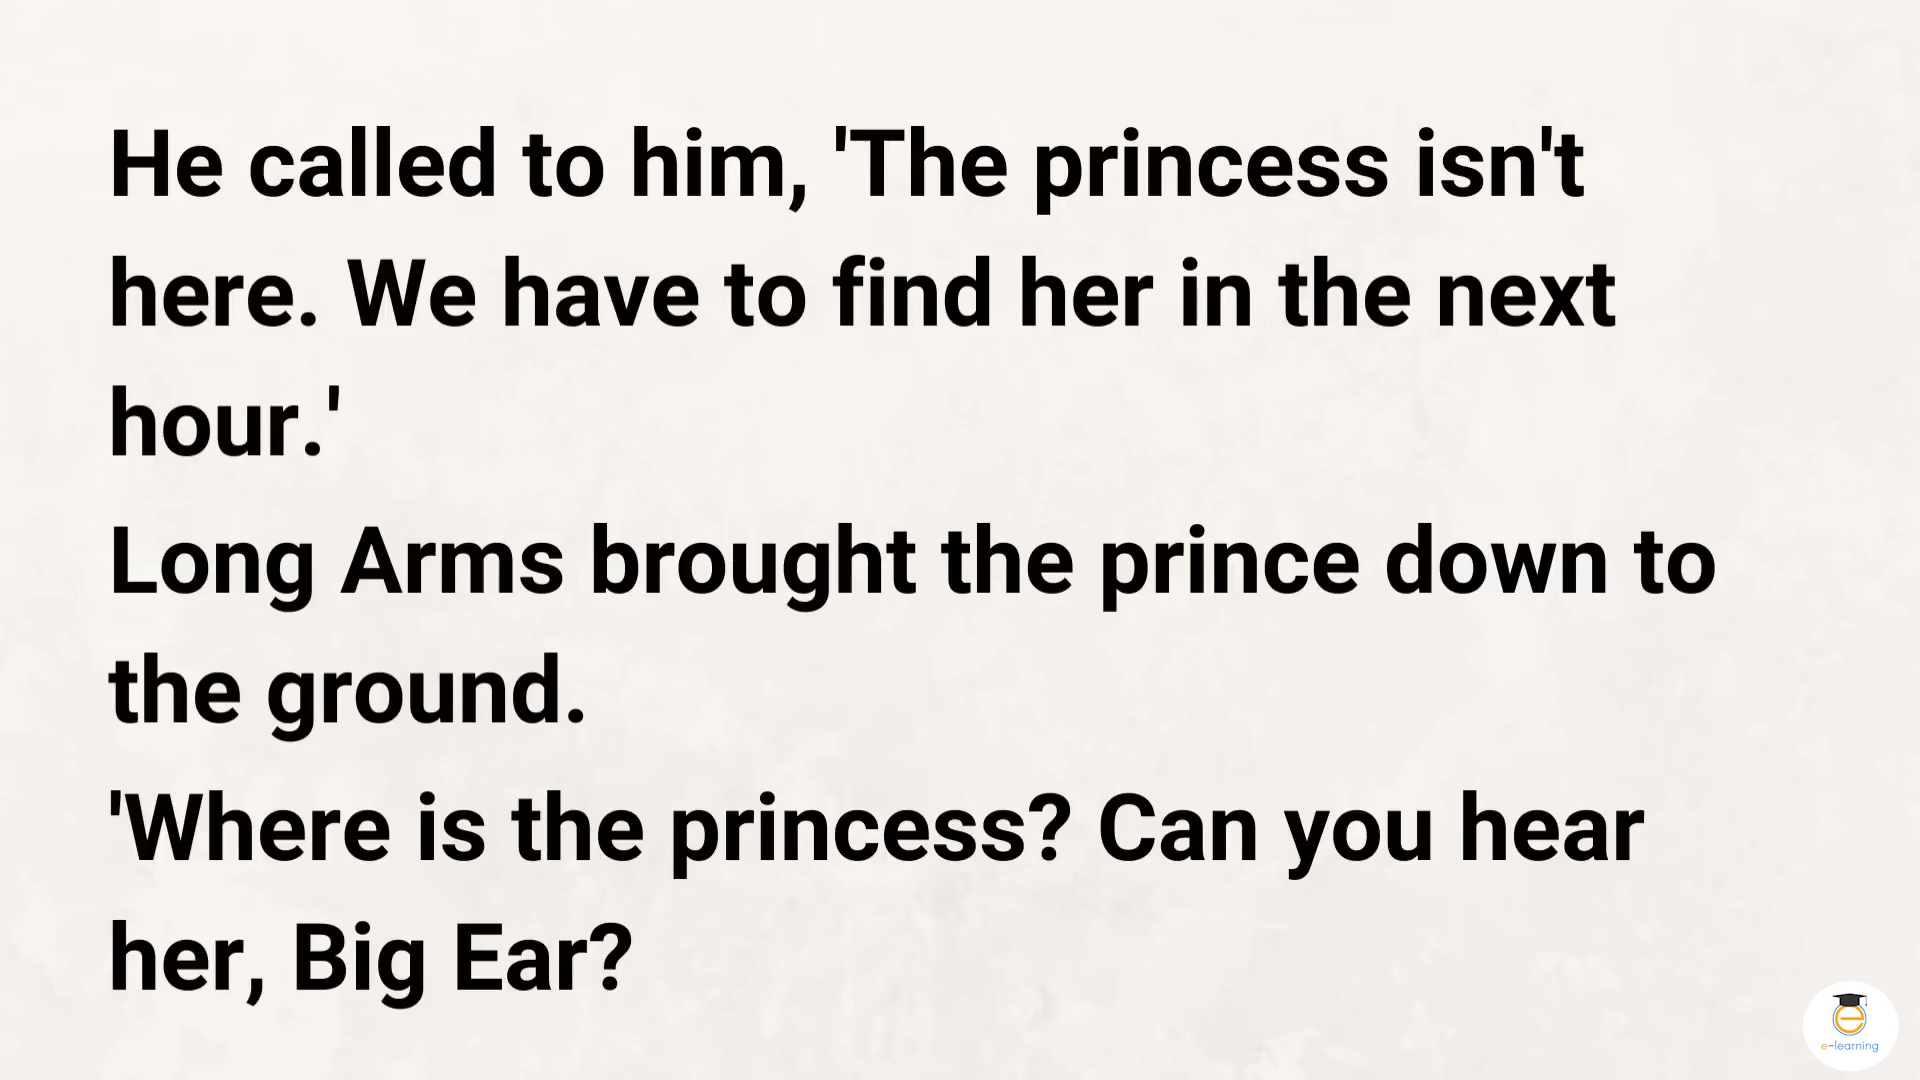 He called to him, 'The princess isn't
here. We have to find her in the next
hour.'
Long Arms brought the prince down to
the ground.
'Where is the princess? Can you hear
her, Big Ear?
e-learning